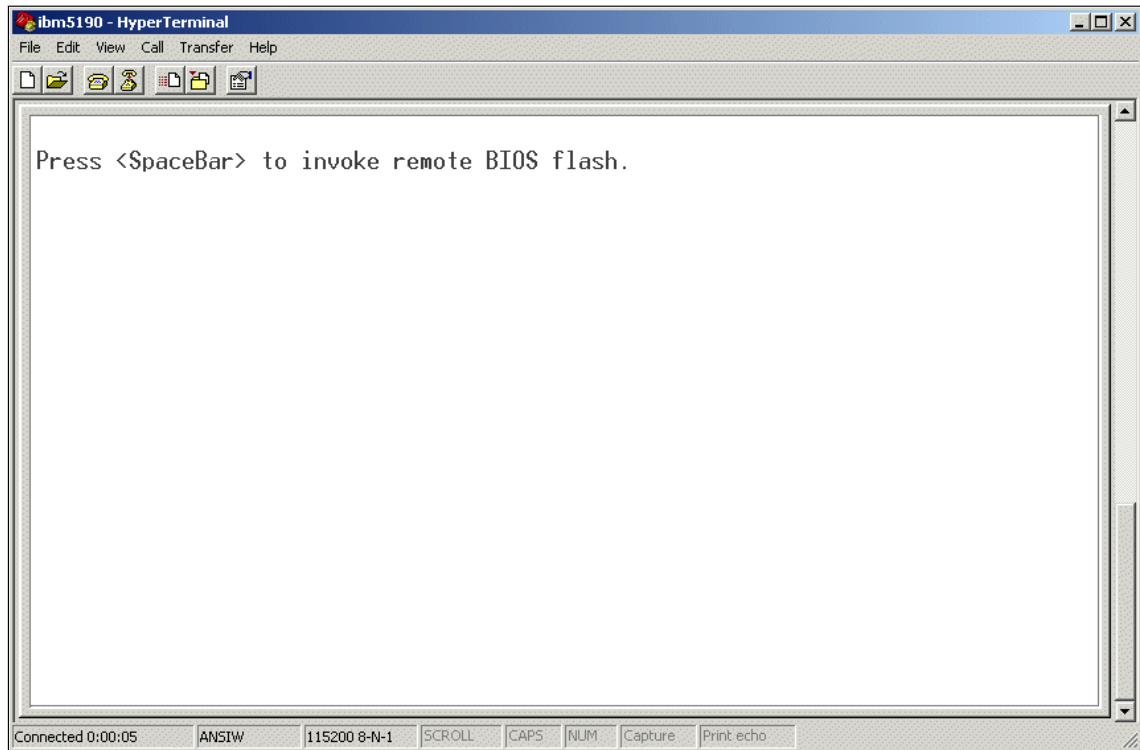 ibm5190 - HyperTerminal
File Edit View Call Transfer Help
Press <SpaceBar> to invoke remote BIOS flash.
Connected 0:00:05 ANSIW 115200 8-N-1 SCROLL CAPS NUM Capture Print echo